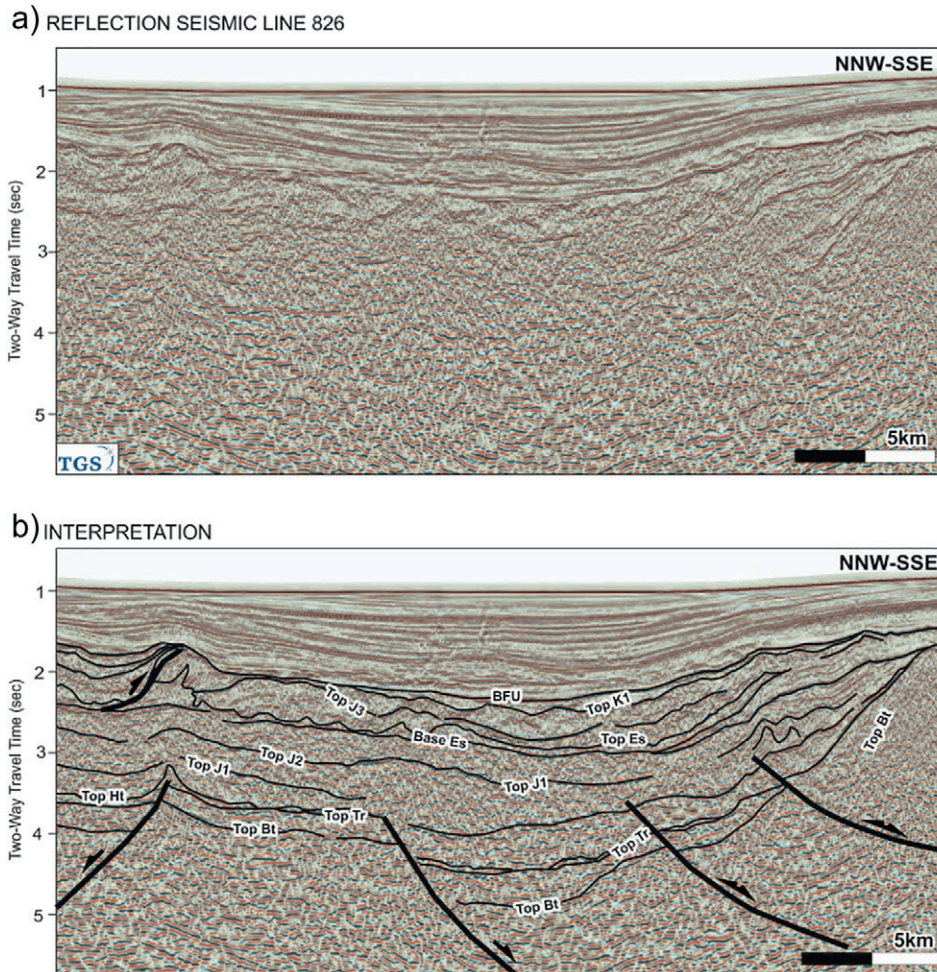 a) REFLECTION SEISMIC LINE 826
NNW-SSE
1
2
3
4
5
Two-Way Travel Time (sec)
TGS
5km
b) INTERPRETATION
NNW-SSE
1
2
3
4
5
Two-Way Travel Time (sec)
BFU
Top K1
Top J3
Base Es
Top Es
Top Bt
Top J2
Top J1
Top J1
Top Ht
Top Tr
Top Bt
Top Tr
Top Bt
5km